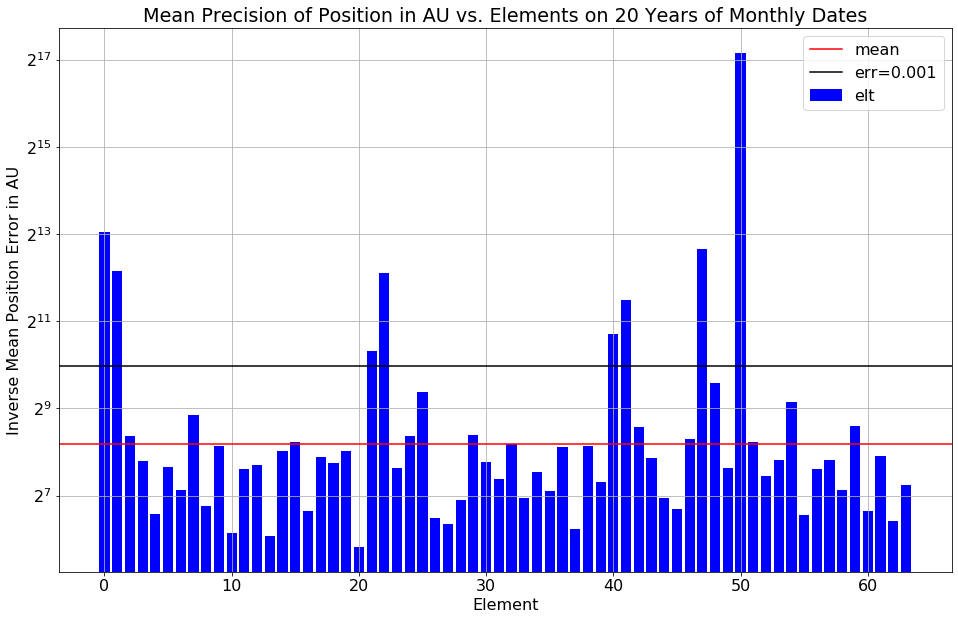 Mean Precision of Position in AU vs. Elements on 20 Years of Monthly Dates
mean
err=0.001
elt
Inverse Mean Position Error in AU
2^17
2^15
2^13
2^11
2^9
2^7
0 10 20 30 40 50 60
Element